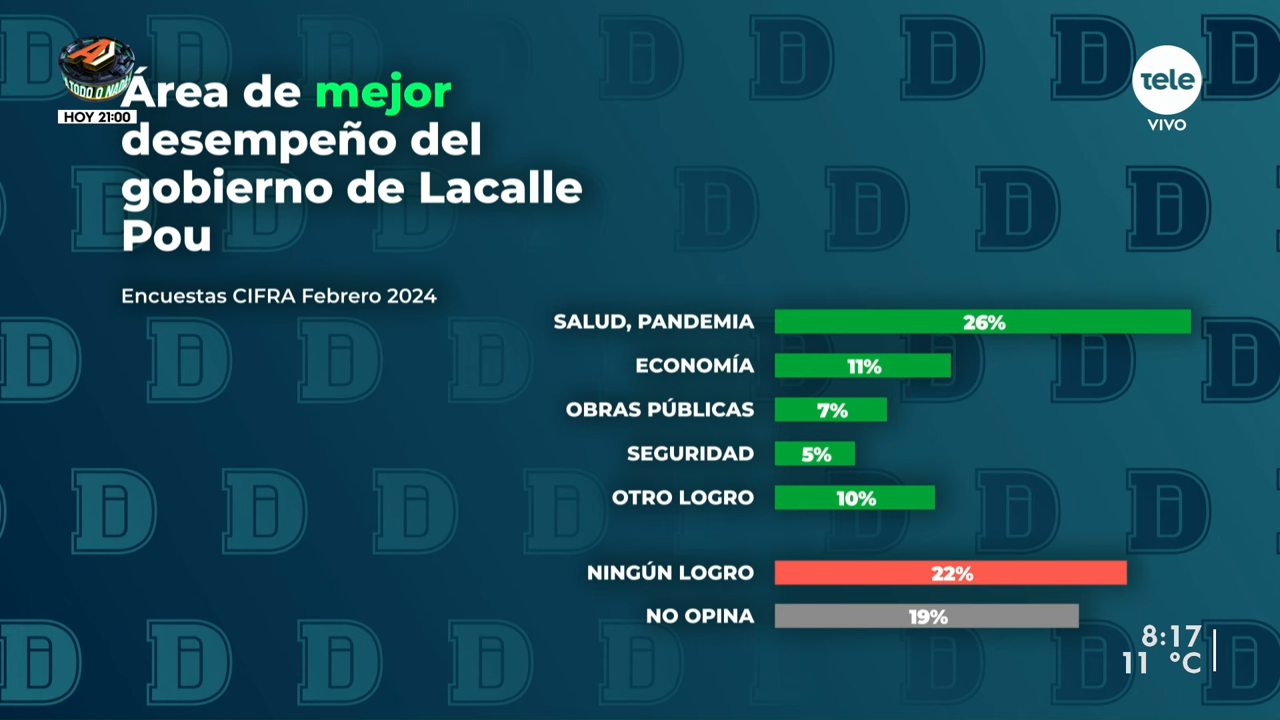 Área de mejor
desempeño del
gobierno de Lacalle
Pou
Encuestas CIFRA Febrero 2024
A TODO O NADA
HOY 21:00
tele
VIVO
SALUD, PANDEMIA 26%
ECONOMÍA 11%
OBRAS PÚBLICAS 7%
SEGURIDAD 5%
OTRO LOGRO 10%
NINGÚN LOGRO 22%
NO OPINA 19%
8:17
11 °C